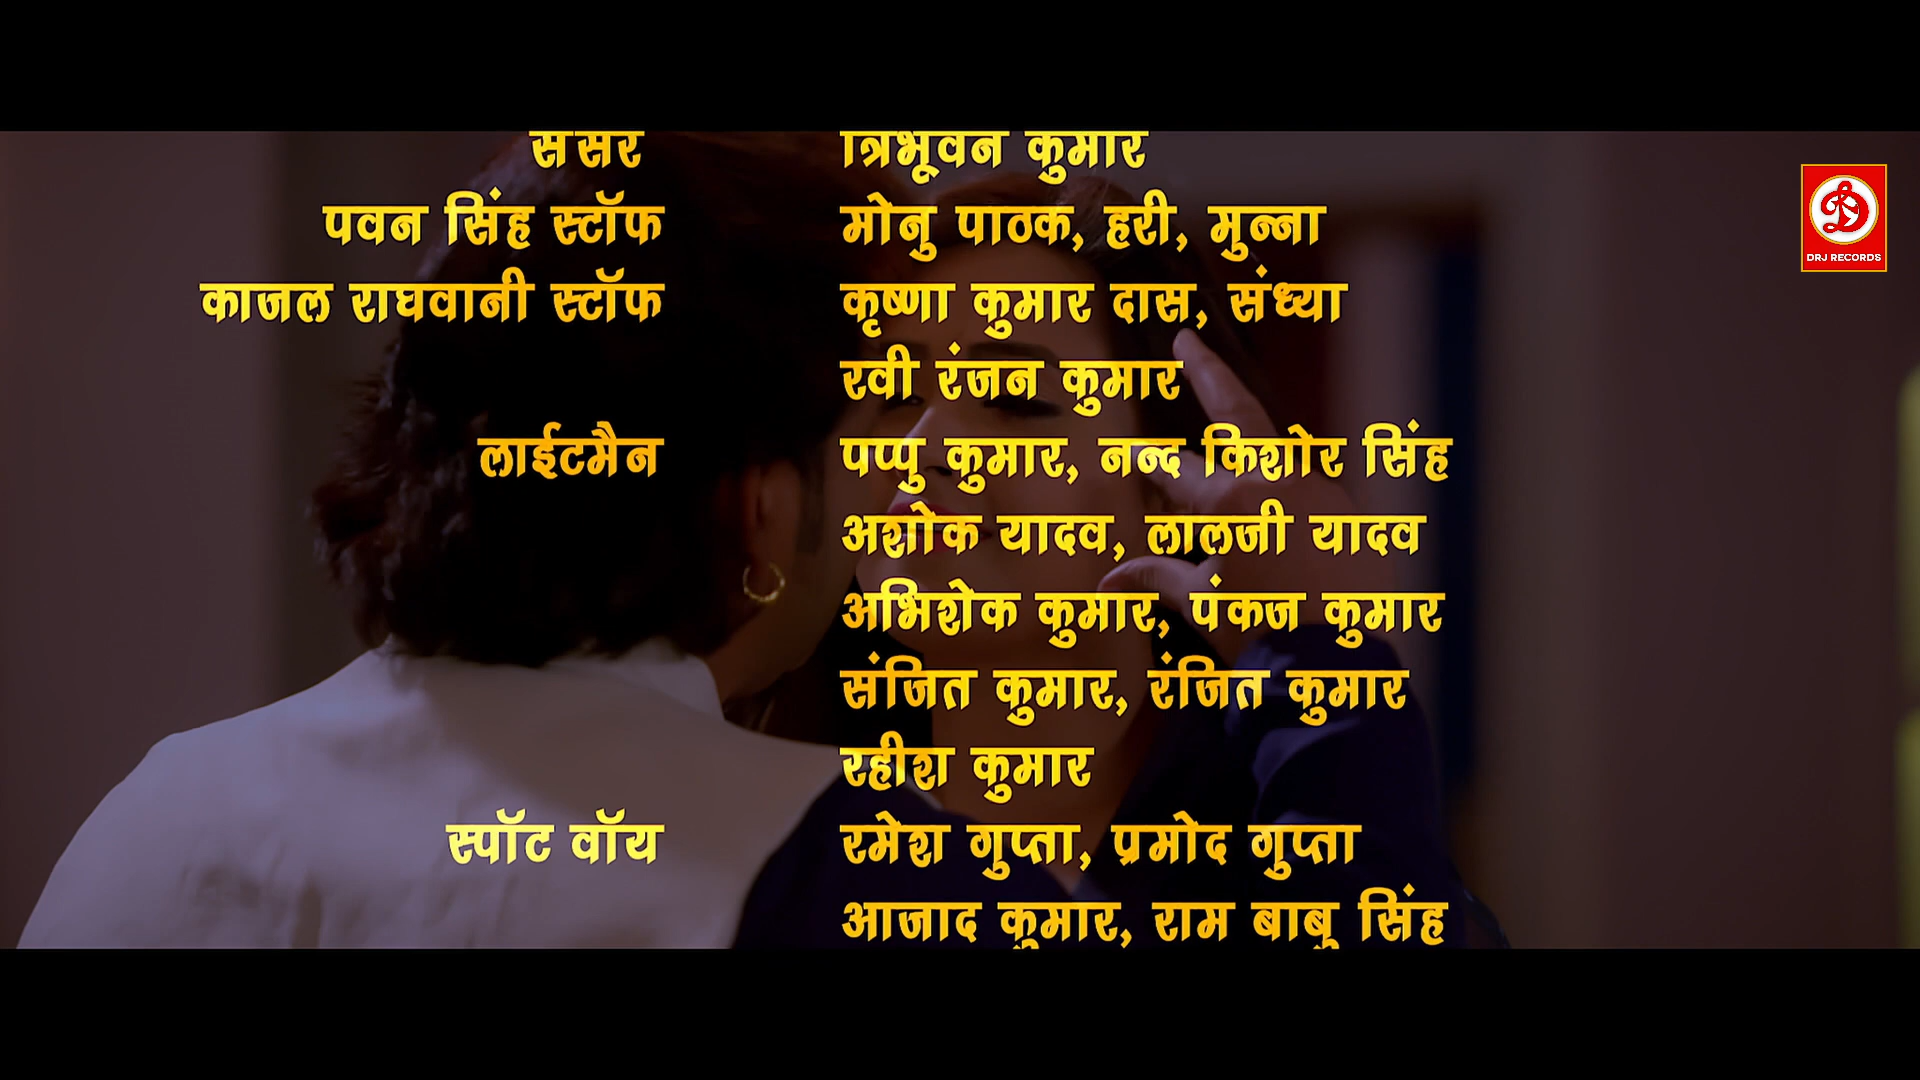 त्रिभूवन कुमार
पवन सिंह स्टॉफ मोनु पाठक, हरी, मुन्ना
काजल राघवानी स्टॉफ कृष्णा कुमार दास, संध्या
रवी रंजन कुमार
लाईटमैन पप्पु कुमार, नन्द किशोर सिंह
अशोक यादव, लालजी यादव
अभिशेक कुमार, पंकज कुमार
संजित कुमार, रंजित कुमार
रहीश कुमार
स्पॉट वॉय रमेश गुप्ता, प्रमोद गुप्ता
आजाद कुमार, राम बाबु सिंह
DRJ RECORDS